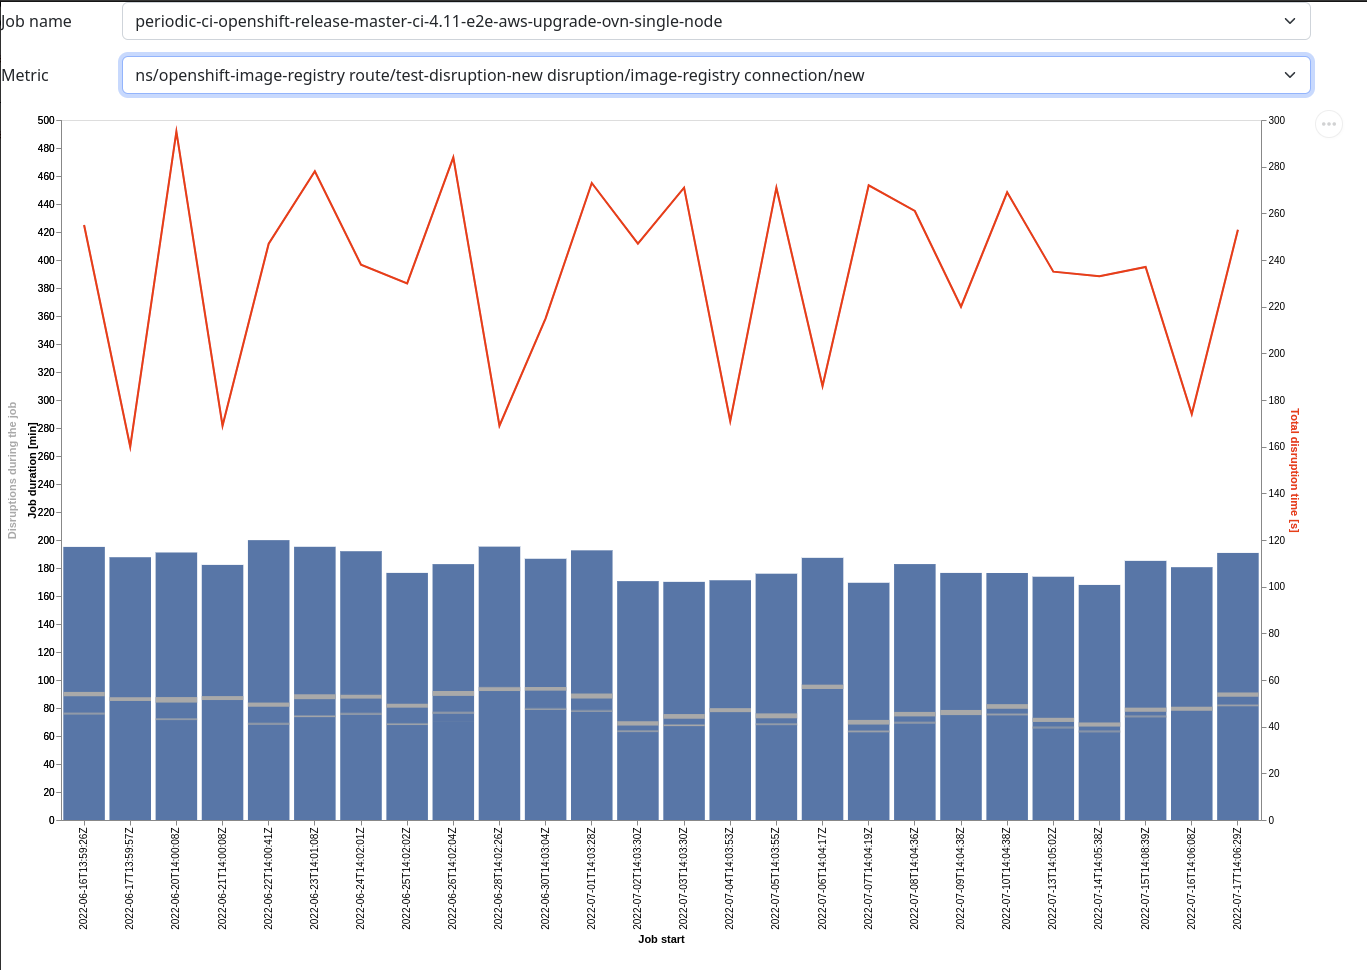 Job name
periodic-ci-openshift-release-master-ci-4.11-e2e-aws-upgrade-ovn-single-node
Metric
ns/openshift-image-registry route/test-disruption-new disruption/image-registry connection/new
500
480
460
440
420
400
380
360
340
320
300
280
260
240
220
200
180
160
140
120
100
80
60
40
20
0
Disruptions during the job
Job duration [min]
300
280
260
240
220
200
180
160
140
120
100
80
60
40
20
0
Total disruption time [s]
2022-06-16T13:59:26Z
2022-06-17T13:59:57Z
2022-06-20T14:00:08Z
2022-06-21T14:00:08Z
2022-06-22T14:00:41Z
2022-06-23T14:01:08Z
2022-06-24T14:02:01Z
2022-06-25T14:02:02Z
2022-06-26T14:02:04Z
2022-06-28T14:02:26Z
2022-06-30T14:03:04Z
2022-07-01T14:03:28Z
2022-07-02T14:03:30Z
2022-07-03T14:03:30Z
2022-07-04T14:03:53Z
2022-07-05T14:03:55Z
2022-07-06T14:04:17Z
2022-07-07T14:04:19Z
2022-07-08T14:04:36Z
2022-07-09T14:04:38Z
2022-07-10T14:04:38Z
2022-07-13T14:05:02Z
2022-07-14T14:05:38Z
2022-07-15T14:08:39Z
2022-07-16T14:06:08Z
2022-07-17T14:06:29Z
Job start